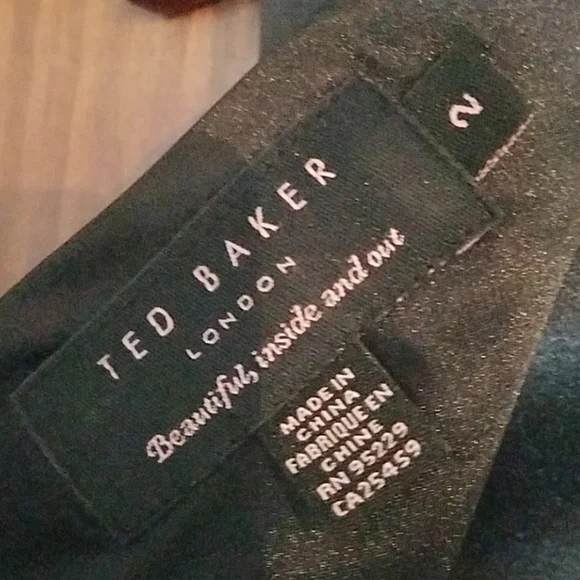 2
TED BAKER
LONDON
Beautiful, inside and out
MADE IN
CHINA
FABRIQUE EN
CHINE
RN 95229
CA25459